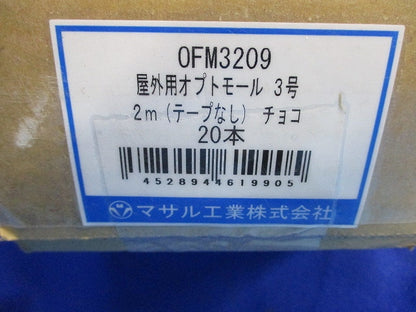 OFM3209
屋外用オプトモール 3号
2m(テープなし) チョコ
20本
4528944619905
マサル工業株式会社